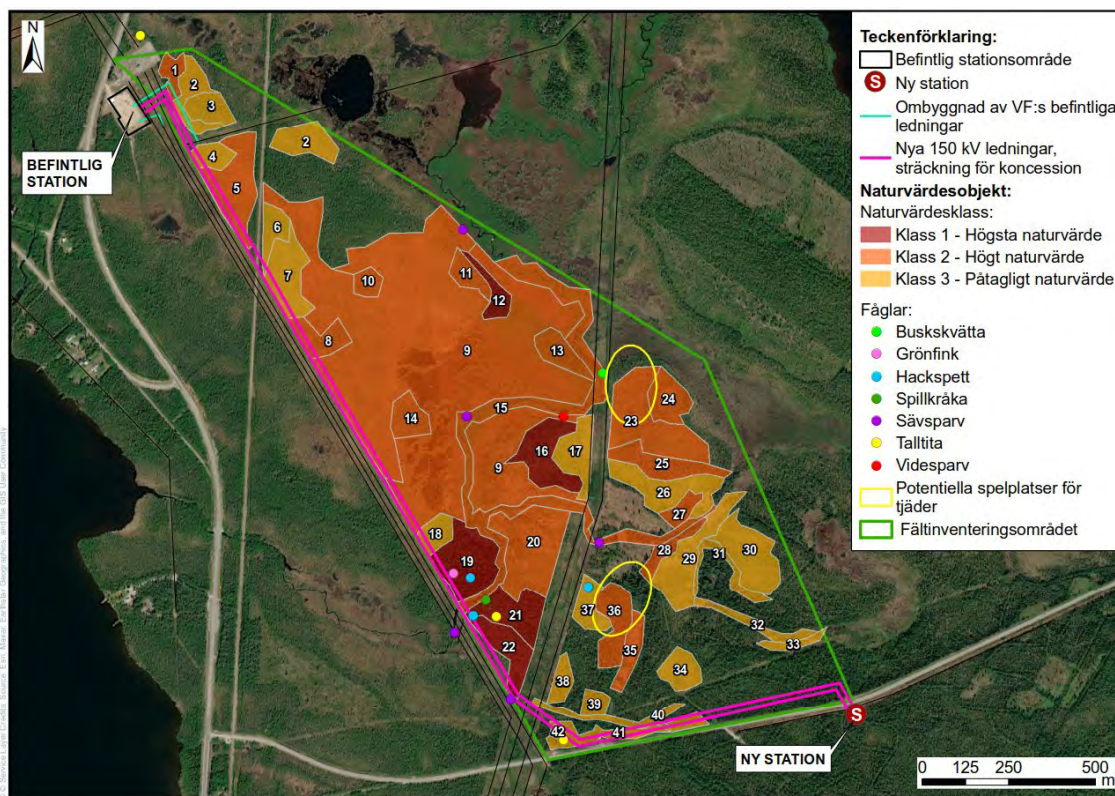 N
BEFINTLIG
STATION
1
2
3
2
4
5
6
7
8
9
10
11
12
13
14
15
16
17
9
18
19
20
21
22
23
24
25
26
27
28
29
30
31
32
33
34
35
36
37
38
39
40
41
42
S
NY STATION
Teckenförklaring:
Befintlig stationsområde
S Ny station
Ombyggnad av VF:s befintliga
ledningar
Nya 150 kV ledningar,
sträckning för koncession
Naturvärdesobjekt:
Naturvärdesklass:
Klass 1 - Högsta naturvärde
Klass 2 - Högt naturvärde
Klass 3 - Påtagligt naturvärde
Fåglar:
Buskskvätta
Grönfink
Hackspett
Spillkråka
Sävsparv
Talltita
Videsparv
Potentiella spelplatser för
tjäder
Fältinventeringsområdet
0 125 250 500
m